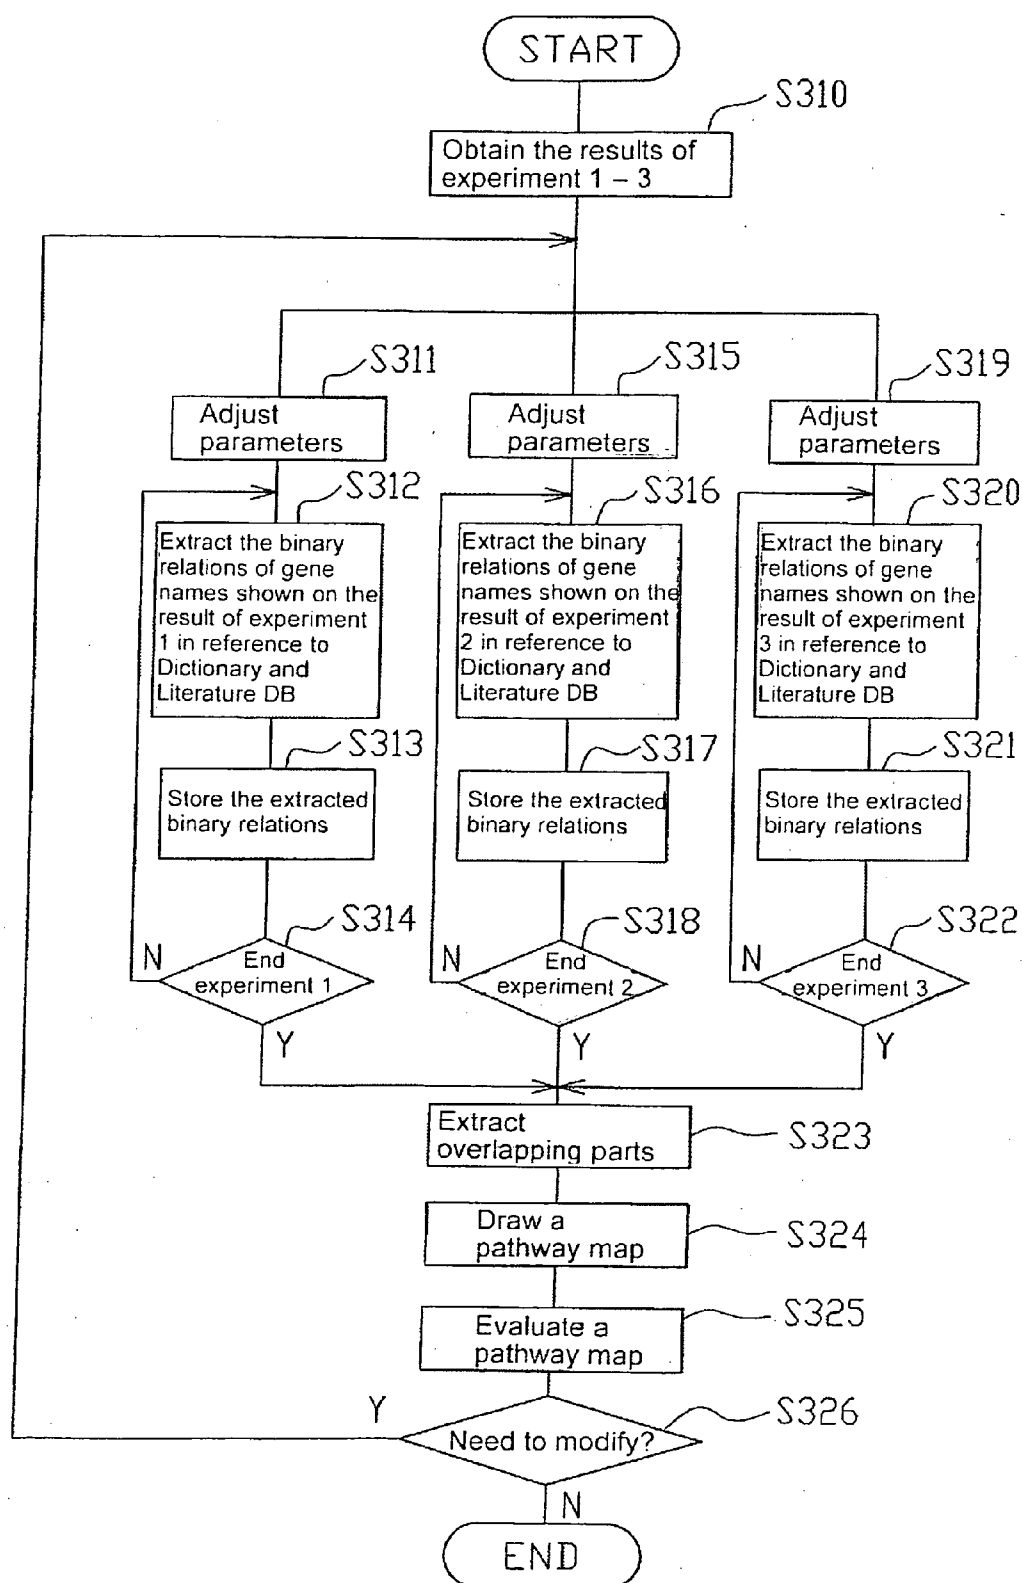 START
S310
Obtain the results of
experiment 1 – 3
S311
Adjust
parameters
S315
Adjust
parameters
S319
Adjust
parameters
S312
Extract the binary
relations of gene
names shown on the
result of experiment
1 in reference to
Dictionary and
Literature DB
S316
Extract the binary
relations of gene
names shown on the
result of experiment
2 in reference to
Dictionary and
Literature DB
S320
Extract the binary
relations of gene
names shown on the
result of experiment
3 in reference to
Dictionary and
Literature DB
S313
Store the extracted
binary relations
S317
Store the extracted
binary relations
S321
Store the extracted
binary relations
S314
N
End
experiment 1
Y
S318
N
End
experiment 2
Y
S322
N
End
experiment 3
Y
Extract
overlapping parts
S323
Draw a
pathway map
S324
Evaluate a
pathway map
S325
Y
S326
Need to modify?
N
END